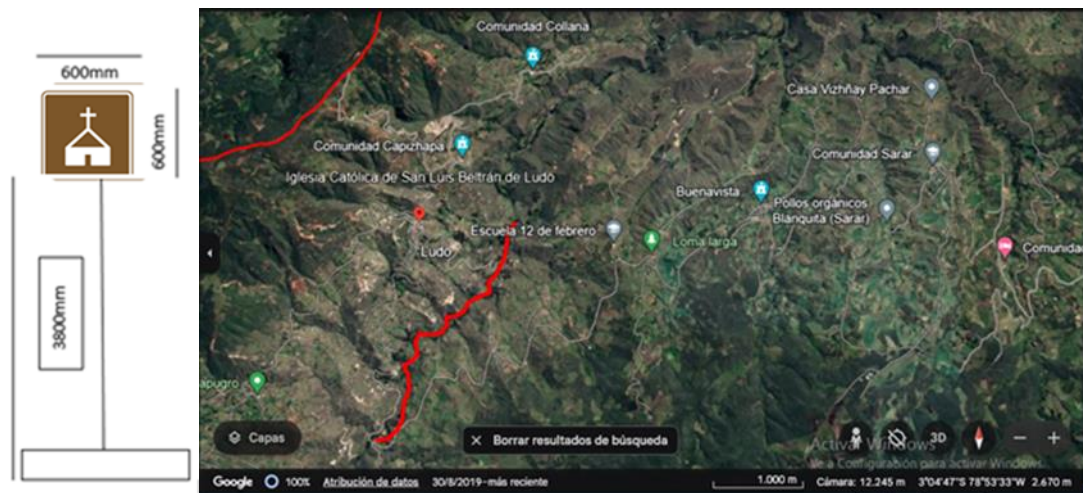 600mm
600mm
3800mm
Comunidad Collana
Casa Vizhñay Pachar
Comunidad Capizhapa
Comunidad Sarar
Iglesia Católica de San Luis Beltrán de Ludo
Buenavista
Pollos orgánicos
Blanquita (Sarar)
Escuela 12 de febrero
Loma larga
Ludo
Comunidad
apugro
Capas
Borrar resultados de búsqueda
3D
Activar Windows
Ve a Configuración para activar Windows.
Google 100% Atribución de datos 30/8/2019–más reciente 1.000 m Cámara: 12.245 m 3°04'47"S 78°53'33"W 2.670 m